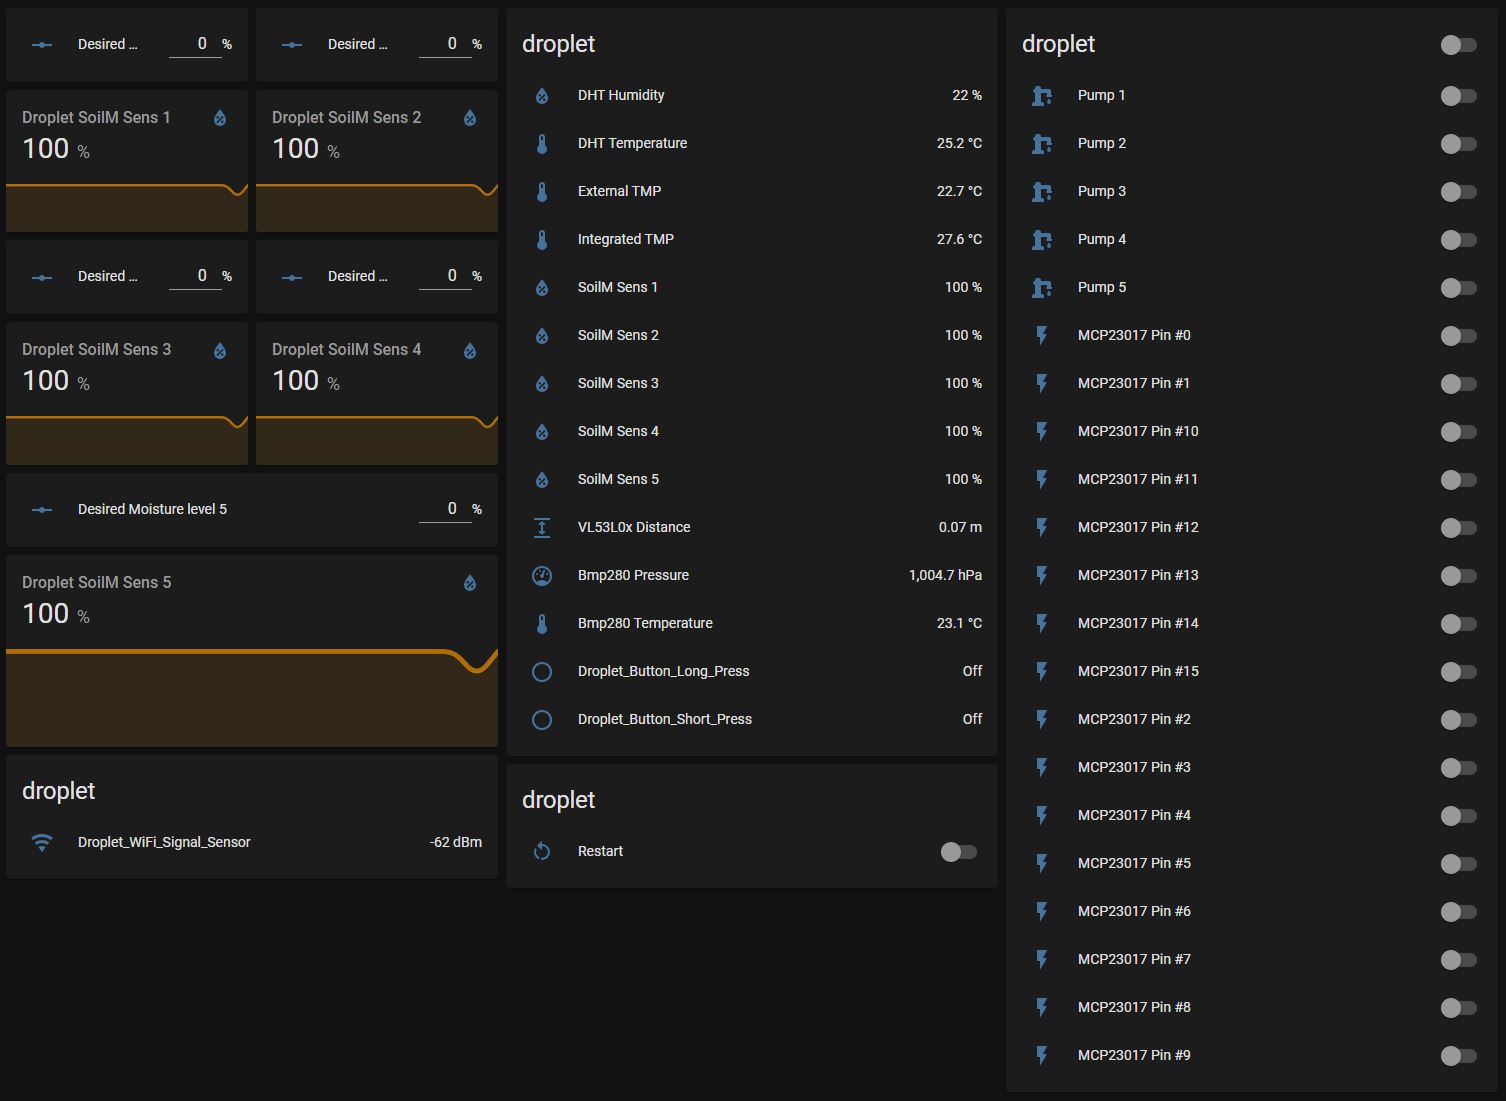 Desired ... 0 %
Desired ... 0 %
Droplet SoilM Sens 1
100 %
Droplet SoilM Sens 2
100 %
Desired ... 0 %
Desired ... 0 %
Droplet SoilM Sens 3
100 %
Droplet SoilM Sens 4
100 %
Desired Moisture level 5 0 %
Droplet SoilM Sens 5
100 %
droplet
Droplet_WiFi_Signal_Sensor -62 dBm
droplet
DHT Humidity 22 %
DHT Temperature 25.2 °C
External TMP 22.7 °C
Integrated TMP 27.6 °C
SoilM Sens 1 100 %
SoilM Sens 2 100 %
SoilM Sens 3 100 %
SoilM Sens 4 100 %
SoilM Sens 5 100 %
VL53L0x Distance 0.07 m
Bmp280 Pressure 1,004.7 hPa
Bmp280 Temperature 23.1 °C
Droplet_Button_Long_Press Off
Droplet_Button_Short_Press Off
droplet
Restart
droplet
Pump 1
Pump 2
Pump 3
Pump 4
Pump 5
MCP23017 Pin #0
MCP23017 Pin #1
MCP23017 Pin #10
MCP23017 Pin #11
MCP23017 Pin #12
MCP23017 Pin #13
MCP23017 Pin #14
MCP23017 Pin #15
MCP23017 Pin #2
MCP23017 Pin #3
MCP23017 Pin #4
MCP23017 Pin #5
MCP23017 Pin #6
MCP23017 Pin #7
MCP23017 Pin #8
MCP23017 Pin #9